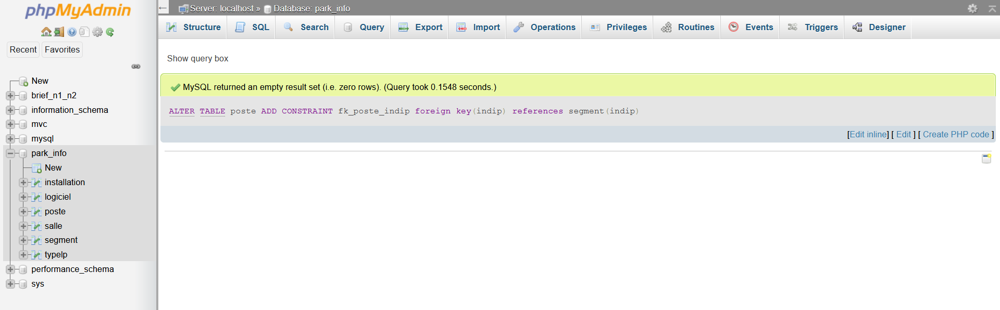 phpMyAdmin
Recent Favorites
New
brief_n1_n2
information_schema
mvc
mysql
park_info
New
installation
logiciel
poste
salle
segment
typelp
performance_schema
sys
← Server: localhost » Database: park_info
Structure SQL Search Query Export Import Operations Privileges Routines Events Triggers Designer
Show query box
MySQL returned an empty result set (i.e. zero rows). (Query took 0.1548 seconds.)
ALTER TABLE poste ADD CONSTRAINT fk_poste_indip foreign key(indip) references segment(indip)
[Edit inline] [ Edit ] [ Create PHP code ]